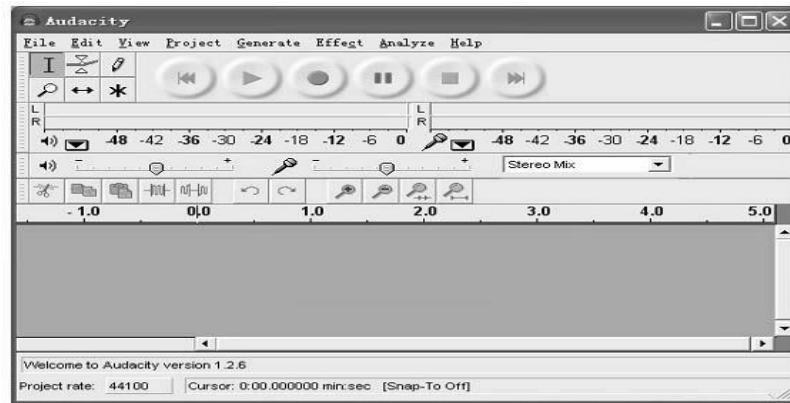 Audacity
File Edit View Project Generate Effect Analyze Help
L L
R R
-48 -42 -36 -30 -24 -18 -12 -6 0 -48 -42 -36 -30 -24 -18 -12 -6 0
- + - + Stereo Mix
- 1.0 0.0 1.0 2.0 3.0 4.0 5.0
Welcome to Audacity version 1.2.6
Project rate: 44100 Cursor: 0:00.000000 min:sec [Snap-To Off]